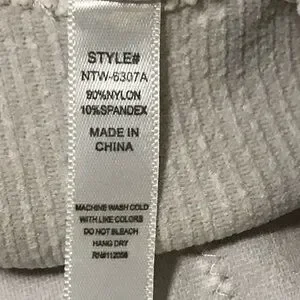 STYLE#
NTW-6307A
90%NYLON
10%SPANDEX
MADE IN
CHINA
MACHINE WASH COLD
WITH LIKE COLORS
DO NOT BLEACH
HANG DRY
RN#112058